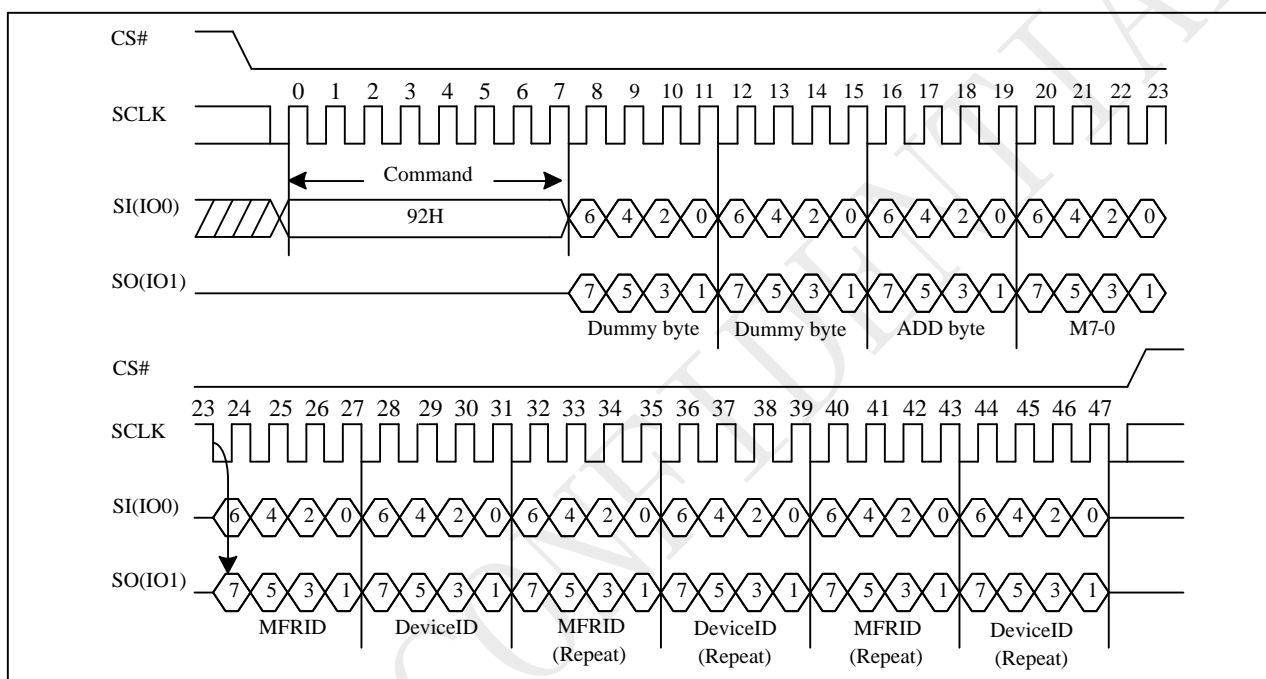 CS#
0 1 2 3 4 5 6 7 8 9 10 11 12 13 14 15 16 17 18 19 20 21 22 23
SCLK
Command
SI(IO0)
92H
6 4 2 0 6 4 2 0 6 4 2 0 6 4 2 0
SO(IO1)
7 5 3 1 7 5 3 1 7 5 3 1 7 5 3 1
Dummy byte Dummy byte ADD byte M7-0
CS#
23 24 25 26 27 28 29 30 31 32 33 34 35 36 37 38 39 40 41 42 43 44 45 46 47
SCLK
SI(IO0)
6 4 2 0 6 4 2 0 6 4 2 0 6 4 2 0 6 4 2 0 6 4 2 0
SO(IO1)
7 5 3 1 7 5 3 1 7 5 3 1 7 5 3 1 7 5 3 1 7 5 3 1
MFRID DeviceID MFRID DeviceID MFRID DeviceID
(Repeat) (Repeat) (Repeat) (Repeat)
CONFIDENTIA